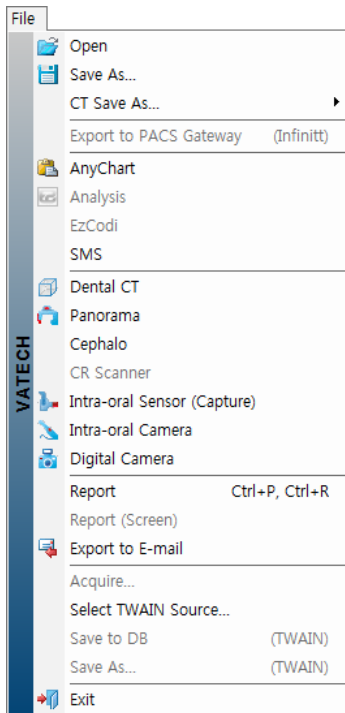 File
Open
Save As...
CT Save As...
Export to PACS Gateway (Infinitt)
AnyChart
Analysis
EzCodi
SMS
Dental CT
Panorama
Cephalo
CR Scanner
Intra-oral Sensor (Capture)
Intra-oral Camera
Digital Camera
Report Ctrl+P, Ctrl+R
Report (Screen)
Export to E-mail
Acquire...
Select TWAIN Source...
Save to DB (TWAIN)
Save As... (TWAIN)
Exit
VATECH